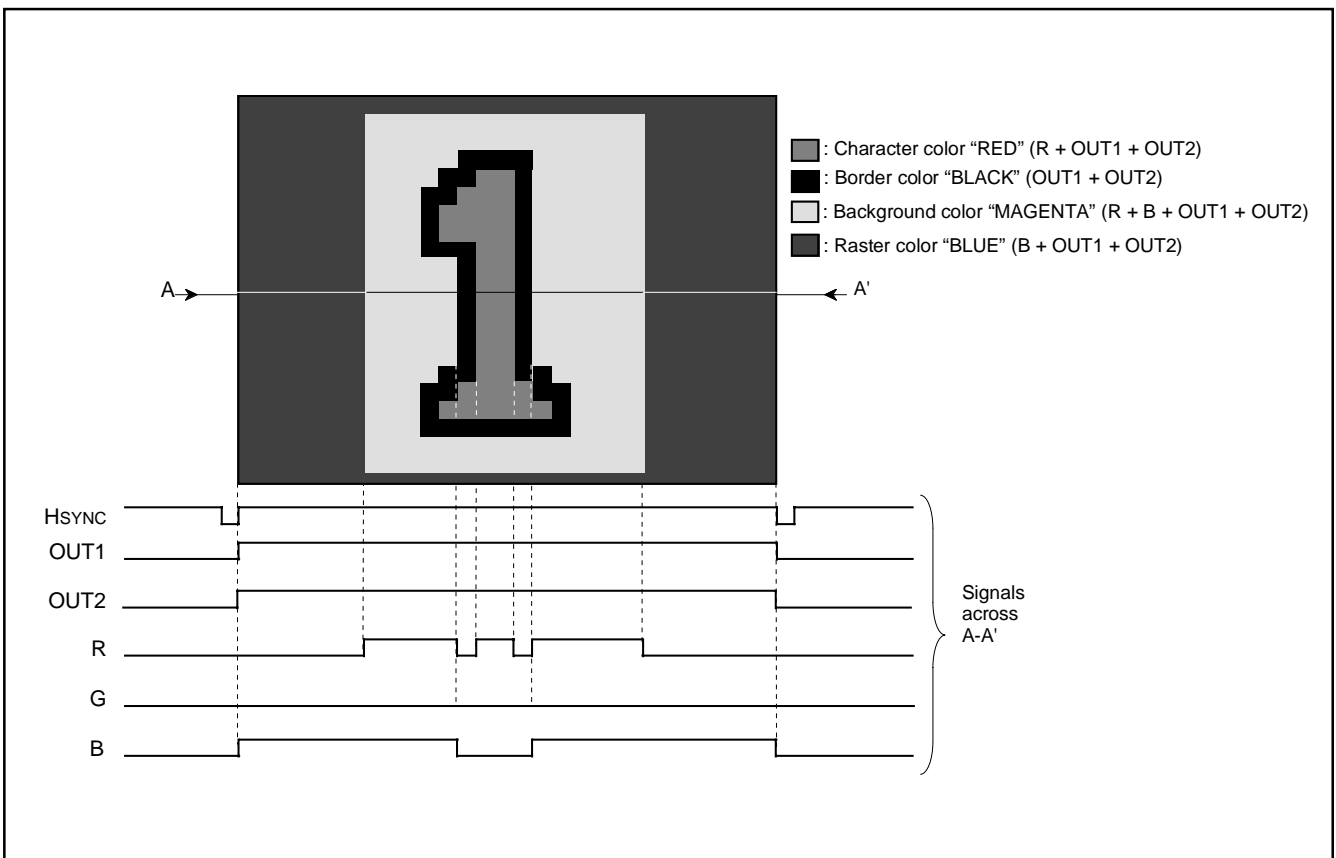 : Character color “RED” (R + OUT1 + OUT2)
: Border color “BLACK” (OUT1 + OUT2)
: Background color “MAGENTA” (R + B + OUT1 + OUT2)
: Raster color “BLUE” (B + OUT1 + OUT2)
A
A'
1
HSYNC
OUT1
OUT2
R
G
B
Signals
across
A-A'